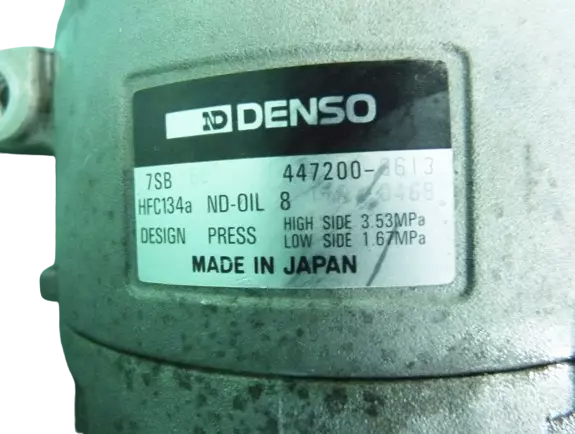 ND DENSO
7SB 447200-
HFC134a ND-OIL 8
DESIGN PRESS HIGH SIDE 3.53MPa
LOW SIDE 1.67MPa
MADE IN JAPAN